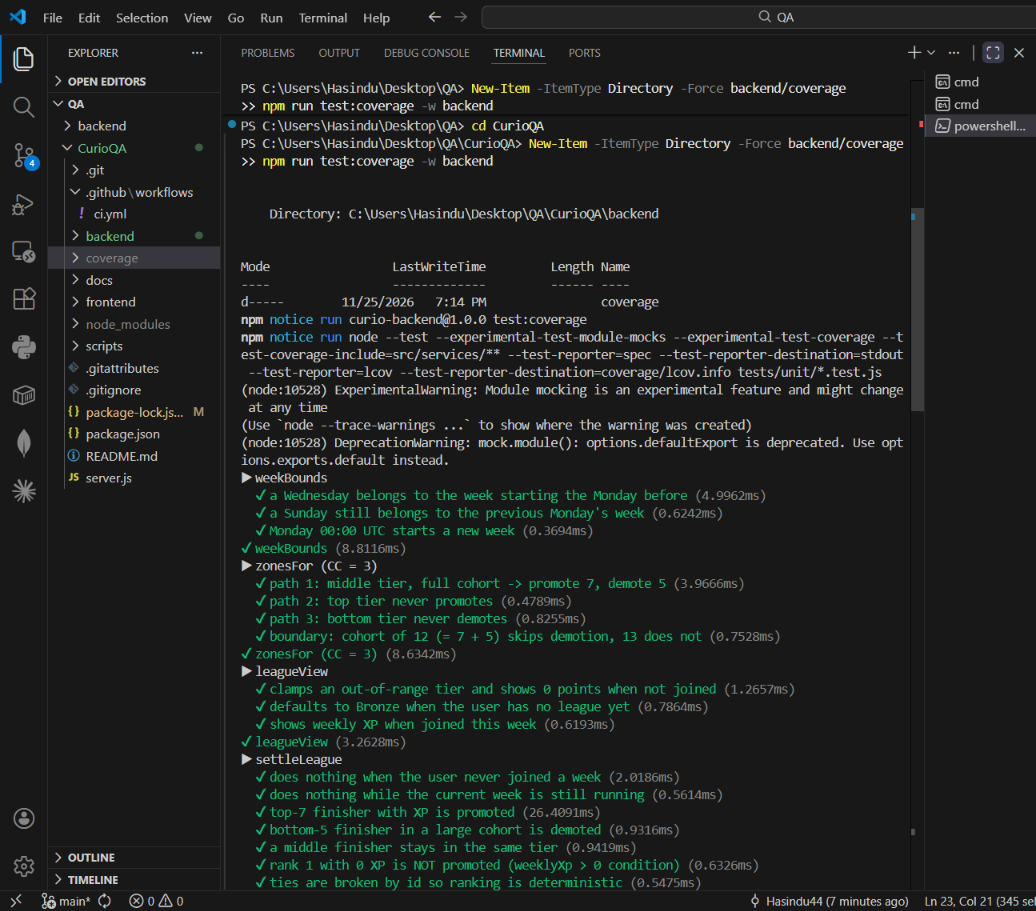 File Edit Selection View Go Run Terminal Help
QA
EXPLORER
OPEN EDITORS
QA
backend
CurioQA
.git
.github\workflows
ci.yml
backend
coverage
docs
frontend
node_modules
scripts
.gitattributes
.gitignore
package-lock.js... M
package.json
README.md
server.js
OUTLINE
TIMELINE
4
PROBLEMS OUTPUT DEBUG CONSOLE TERMINAL PORTS
cmd
cmd
powershell...
PS C:\Users\Hasindu\Desktop\QA> New-Item -ItemType Directory -Force backend/coverage
>> npm run test:coverage -w backend
PS C:\Users\Hasindu\Desktop\QA> cd CurioQA
PS C:\Users\Hasindu\Desktop\QA\CurioQA> New-Item -ItemType Directory -Force backend/coverage
>> npm run test:coverage -w backend
Directory: C:\Users\Hasindu\Desktop\QA\CurioQA\backend
Mode LastWriteTime Length Name
---- ------------- ------ ----
d----- 11/25/2026 7:14 PM coverage
npm notice run curio-backend@1.0.0 test:coverage
npm notice run node --test --experimental-test-module-mocks --experimental-test-coverage --t
est-coverage-include=src/services/** --test-reporter=spec --test-reporter-destination=stdout
--test-reporter=lcov --test-reporter-destination=coverage/lcov.info tests/unit/*.test.js
(node:10528) ExperimentalWarning: Module mocking is an experimental feature and might change
at any time
(Use `node --trace-warnings ...` to show where the warning was created)
(node:10528) DeprecationWarning: mock.module(): options.defaultExport is deprecated. Use opt
ions.exports.default instead.
▶ weekBounds
✓ a Wednesday belongs to the week starting the Monday before (4.9962ms)
✓ a Sunday still belongs to the previous Monday's week (0.6242ms)
✓ Monday 00:00 UTC starts a new week (0.3694ms)
✓ weekBounds (8.8116ms)
▶ zonesFor (CC = 3)
✓ path 1: middle tier, full cohort -> promote 7, demote 5 (3.9666ms)
✓ path 2: top tier never promotes (0.4789ms)
✓ path 3: bottom tier never demotes (0.8255ms)
✓ boundary: cohort of 12 (= 7 + 5) skips demotion, 13 does not (0.7528ms)
✓ zonesFor (CC = 3) (8.6342ms)
▶ leagueView
✓ clamps an out-of-range tier and shows 0 points when not joined (1.2657ms)
✓ defaults to Bronze when the user has no league yet (0.7864ms)
✓ shows weekly XP when joined this week (0.6193ms)
✓ leagueView (3.2628ms)
▶ settleLeague
✓ does nothing when the user never joined a week (2.0186ms)
✓ does nothing while the current week is still running (0.5614ms)
✓ top-7 finisher with XP is promoted (26.4091ms)
✓ bottom-5 finisher in a large cohort is demoted (0.9316ms)
✓ a middle finisher stays in the same tier (0.9419ms)
✓ rank 1 with 0 XP is NOT promoted (weeklyXp > 0 condition) (0.6326ms)
✓ ties are broken by id so ranking is deterministic (0.5475ms)
main* 0 0 Hasindu44 (7 minutes ago) Ln 23, Col 21 (345 sel